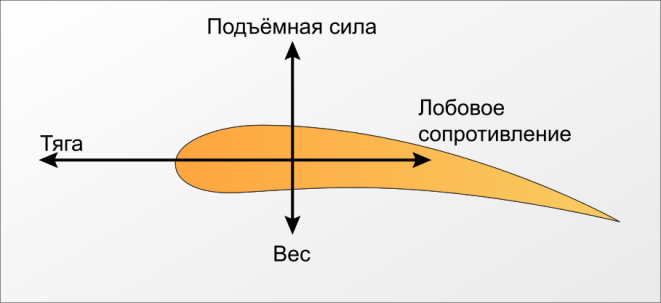 Подъёмная сила
Тяга
Лобовое
сопротивление
Вес